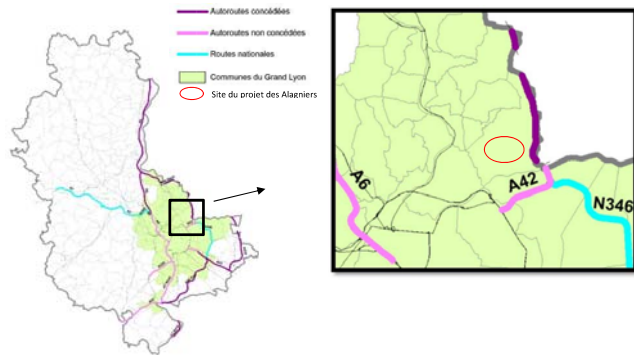 Autoroutes concédées
Autoroutes non concédées
Routes nationales
Communes du Grand Lyon
Site du projet des Alagniers
A6
A42
N346